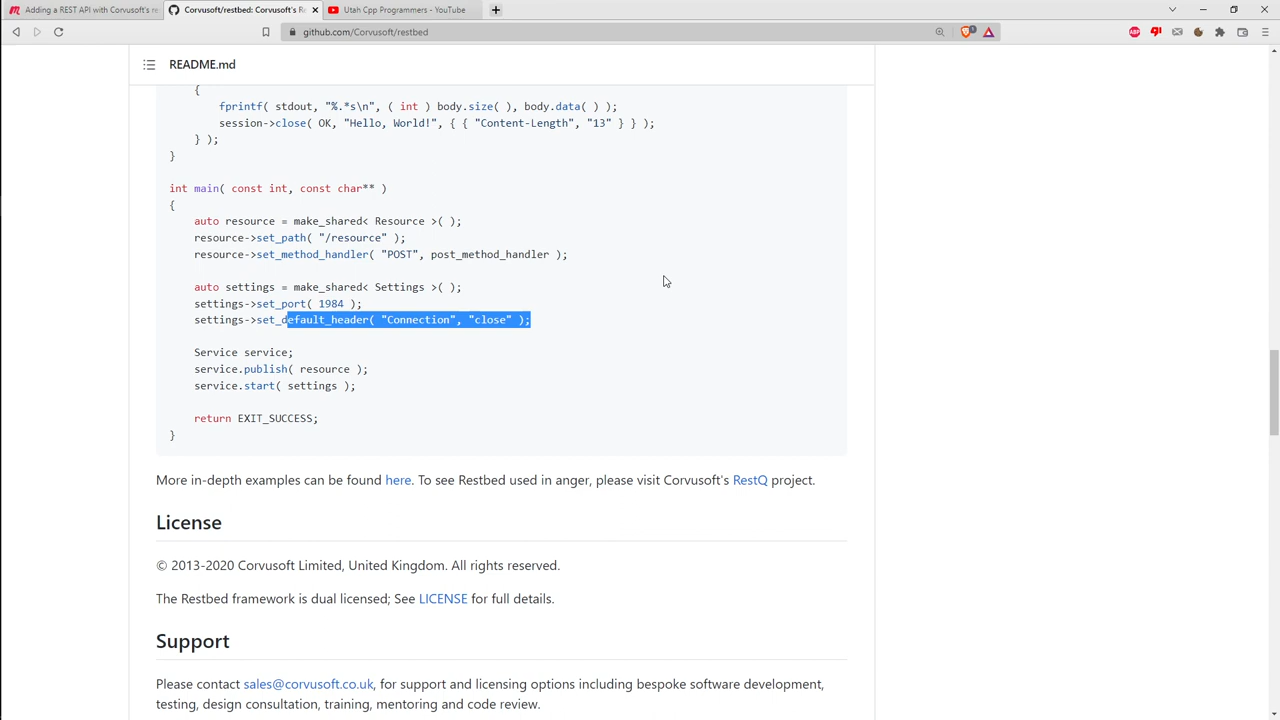 Adding a REST API with Corvusoft's re
Corvusoft/restbed: Corvusoft's Re
Utah Cpp Programmers - YouTube
github.com/Corvusoft/restbed
README.md
{
fprintf( stdout, "%.*s\n", ( int ) body.size( ), body.data( ) );
session->close( OK, "Hello, World!", { { "Content-Length", "13" } } );
} );
}
int main( const int, const char** )
{
auto resource = make_shared< Resource >( );
resource->set_path( "/resource" );
resource->set_method_handler( "POST", post_method_handler );
auto settings = make_shared< Settings >( );
settings->set_port( 1984 );
settings->set_default_header( "Connection", "close" );
Service service;
service.publish( resource );
service.start( settings );
return EXIT_SUCCESS;
}
More in-depth examples can be found here. To see Restbed used in anger, please visit Corvusoft's RestQ project.
License
© 2013-2020 Corvusoft Limited, United Kingdom. All rights reserved.
The Restbed framework is dual licensed; See LICENSE for full details.
Support
Please contact sales@corvusoft.co.uk, for support and licensing options including bespoke software development,
testing, design consultation, training, mentoring and code review.